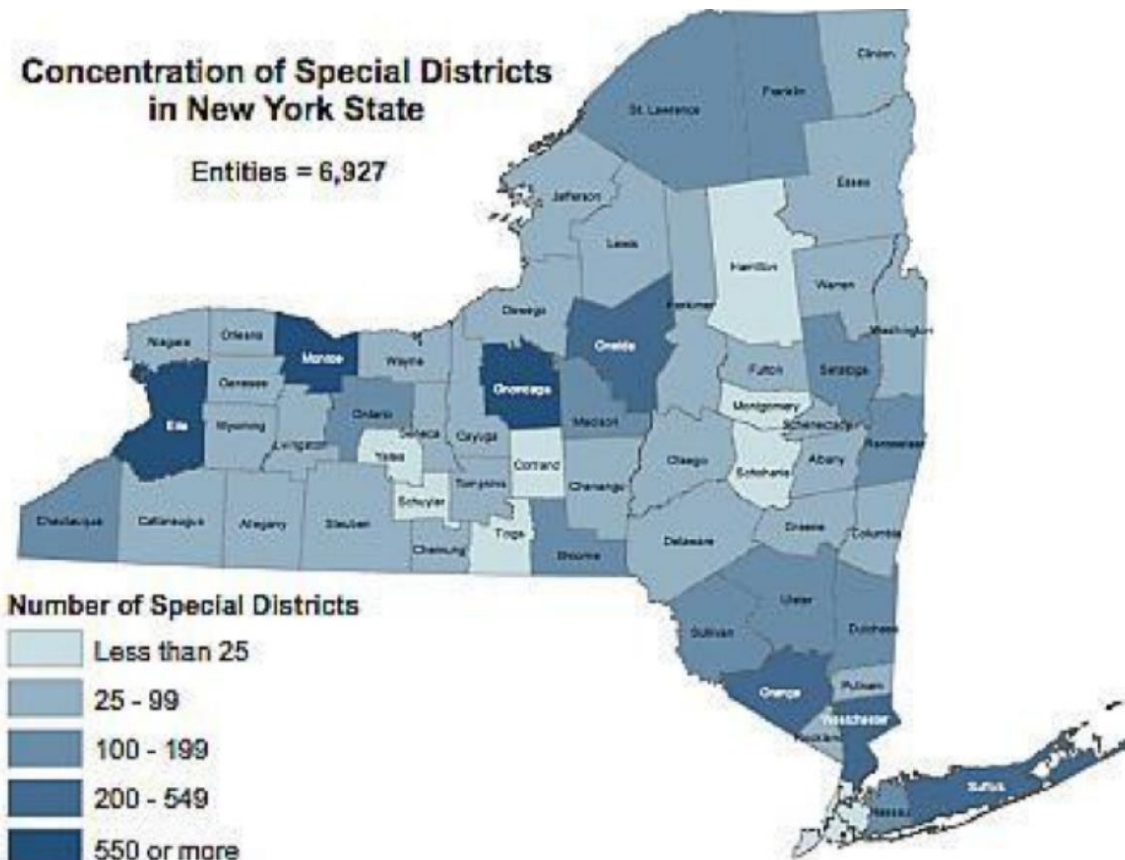 Concentration of Special Districts
in New York State
Entities = 6,927
Clinton
Franklin
St. Lawrence
Essex
Jefferson
Lewis
Hamilton
Warren
Oswego
Herkimer
Washington
Niagara
Orleans
Monroe
Wayne
Oneida
Fulton
Saratoga
Genesee
Onondaga
Erie
Wyoming
Ontario
Seneca
Cayuga
Madison
Montgomery
Schenectady
Rensselaer
Livingston
Yates
Cortland
Otsego
Schoharie
Albany
Chautauqua
Cattaraugus
Allegany
Steuben
Schuyler
Tompkins
Chenango
Chemung
Tioga
Broome
Delaware
Greene
Columbia
Number of Special Districts
Less than 25
25 - 99
100 - 199
200 - 549
550 or more
Ulster
Sullivan
Dutchess
Orange
Putnam
Westchester
Rockland
Suffolk
Nassau